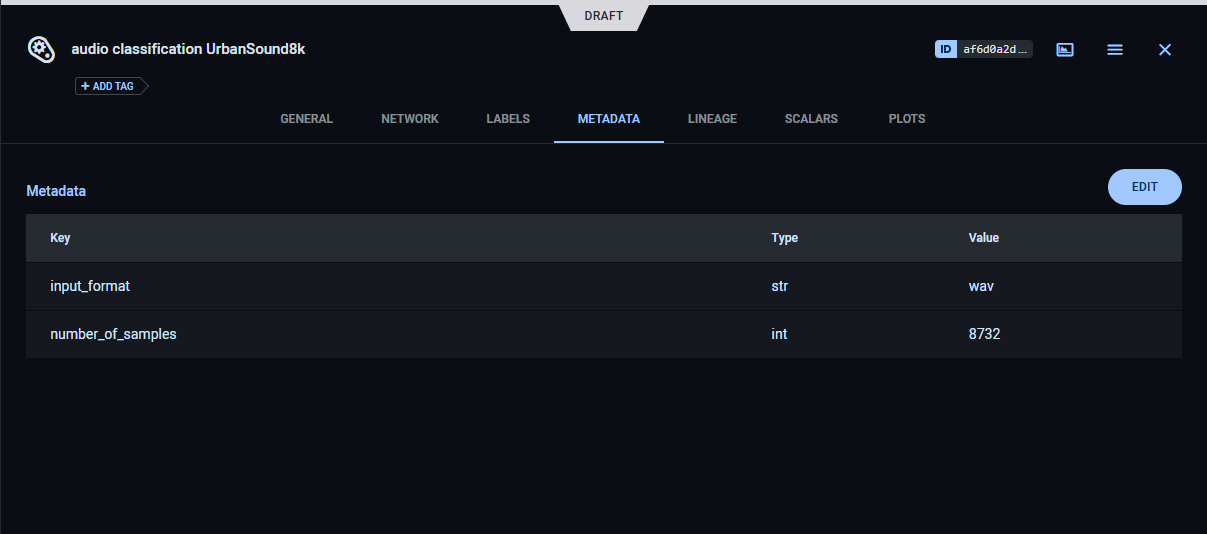 DRAFT
audio classification UrbanSound8k
ID af6d0a2d...
+ ADD TAG
GENERAL NETWORK LABELS METADATA LINEAGE SCALARS PLOTS
Metadata
EDIT
Key Type Value
input_format str wav
number_of_samples int 8732